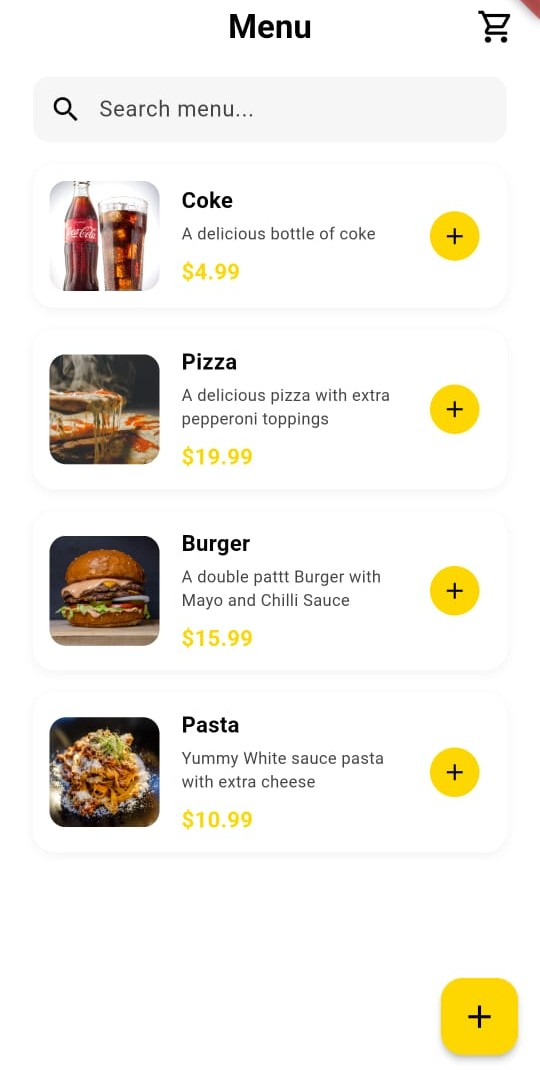 Menu
Search menu...
Coca-Cola
Coke
A delicious bottle of coke
$4.99
Pizza
A delicious pizza with extra
pepperoni toppings
$19.99
Burger
A double pattt Burger with
Mayo and Chilli Sauce
$15.99
Pasta
Yummy White sauce pasta
with extra cheese
$10.99